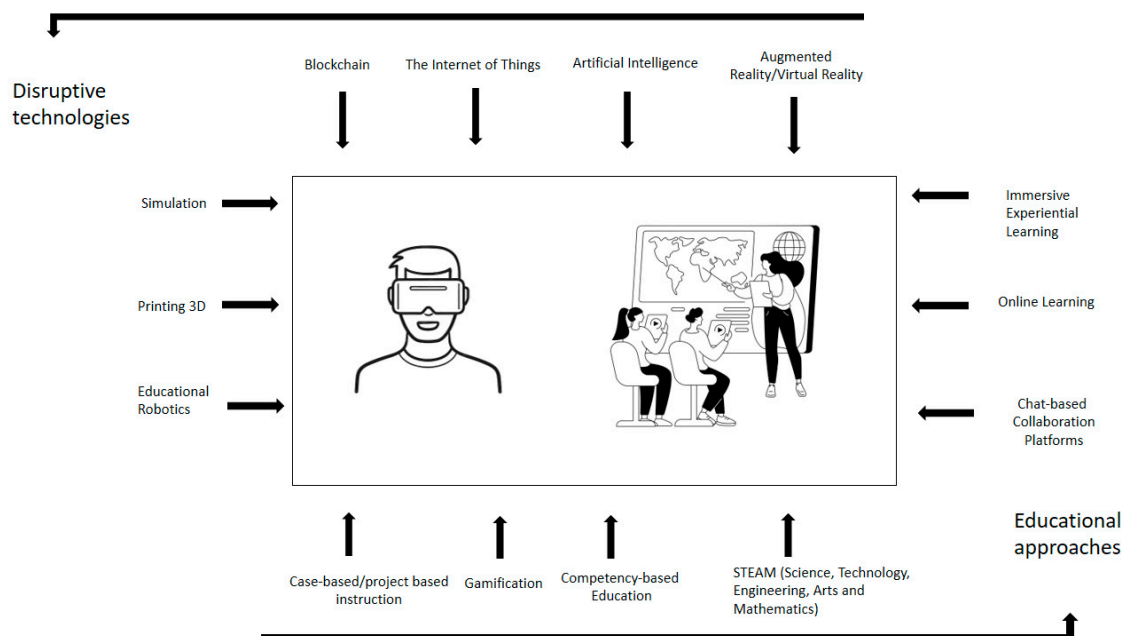 Blockchain
The Internet of Things
Artificial Intelligence
Augmented
Reality/Virtual Reality
Disruptive
technologies
Simulation
Immersive
Experiential
Learning
Printing 3D
Online Learning
Educational
Robotics
Chat-based
Collaboration
Platforms
Educational
approaches
Case-based/project based
instruction
Gamification
Competency-based
Education
STEAM (Science, Technology,
Engineering, Arts and
Mathematics)